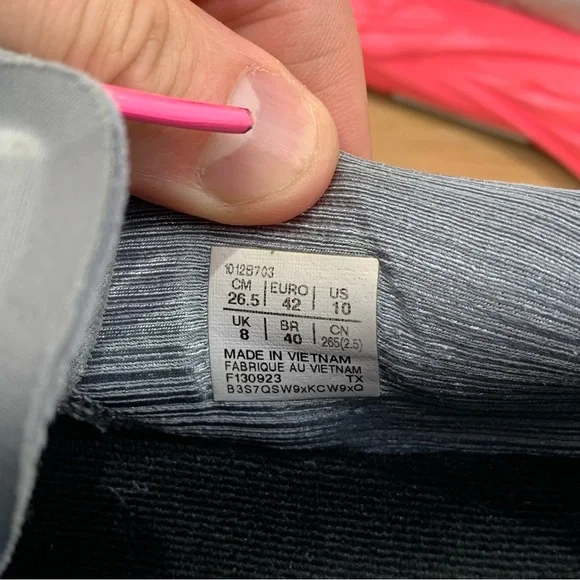 1012B703
CM | EURO | US
26.5 | 42 | 10
UK | BR | CN
8 | 40 | 265(2.5)
MADE IN VIETNAM
FABRIQUE AU VIETNAM
F130923 TX
B3S7QSW9xKCW9xQ